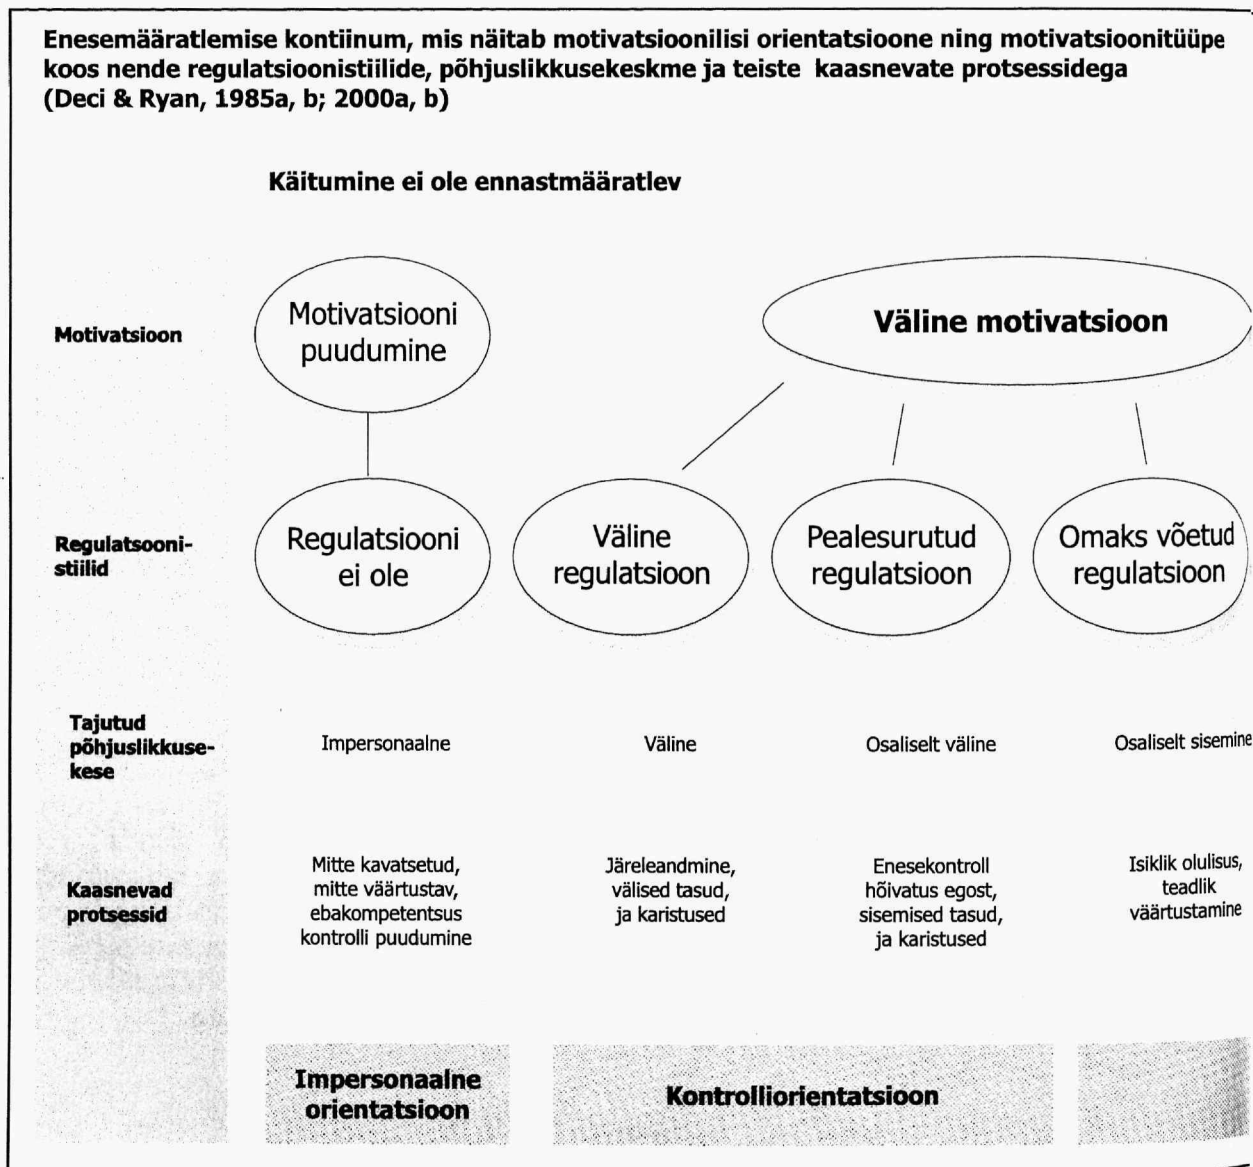 Enesemääratlemise kontiinum, mis näitab motivatsioonilisi orientatsioone ning motivatsioonitüüpe
koos nende regulatsioonistiilide, põhjuslikkusekeskme ja teiste kaasnevate protsessidega
(Deci & Ryan, 1985a, b; 2000a, b)
Käitumine ei ole ennastmääratlev
Motivatsioon
Motivatsiooni
puudumine
Väline motivatsioon
Regulatsooni-
stiilid
Regulatsiooni
ei ole
Väline
regulatsioon
Pealesurutud
regulatsioon
Omaks võetud
regulatsioon
Tajutud
põhjuslikkuse-
kese
Impersonaalne
Väline
Osaliselt väline
Osaliselt sisemine
Kaasnevad
protsessid
Mitte kavatsetud,
mitte väärtustav,
ebakompetentsus
kontrolli puudumine
Järeleandmine,
välised tasud,
ja karistused
Enesekontroll
hõivatus egost,
sisemised tasud,
ja karistused
Isiklik olulisus,
teadlik
väärtustamine
Impersonaalne
orientatsioon
Kontrolliorientatsioon